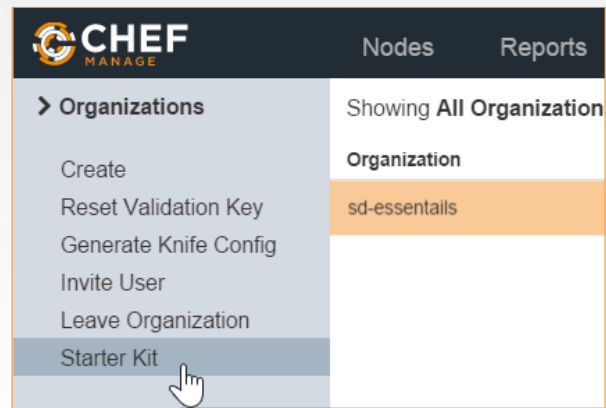 CHEF
MANAGE
Nodes Reports
Organizations
Showing All Organization
Organization
Create
Reset Validation Key
sd-essentails
Generate Knife Config
Invite User
Leave Organization
Starter Kit